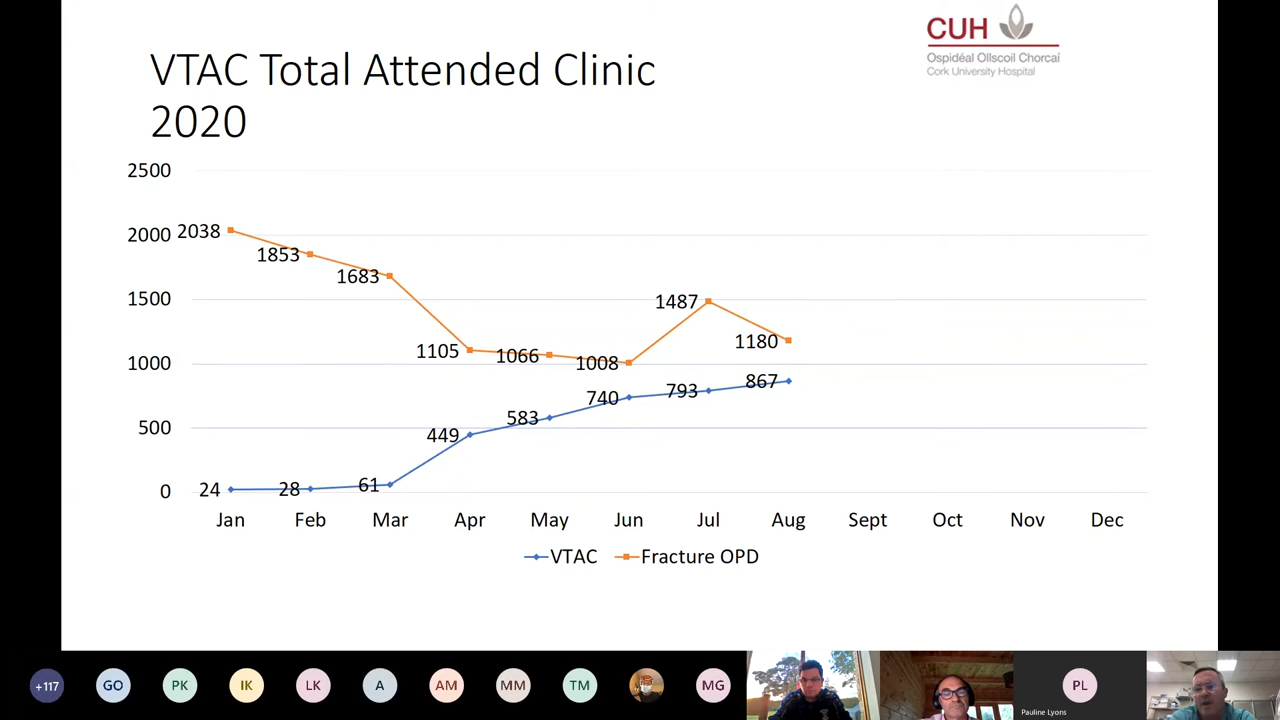 CUH
Ospidéal Ollscoil Chorcaí
Cork University Hospital
VTAC Total Attended Clinic
2020
2500
2000
1500
1000
500
0
2038
1853
1683
1105
1066
1008
1487
1180
24
28
61
449
583
740
793
867
Jan Feb Mar Apr May Jun Jul Aug Sept Oct Nov Dec
VTAC Fracture OPD
+117 GO PK IK LK A AM MM TM MG PL
Pauline Lyons